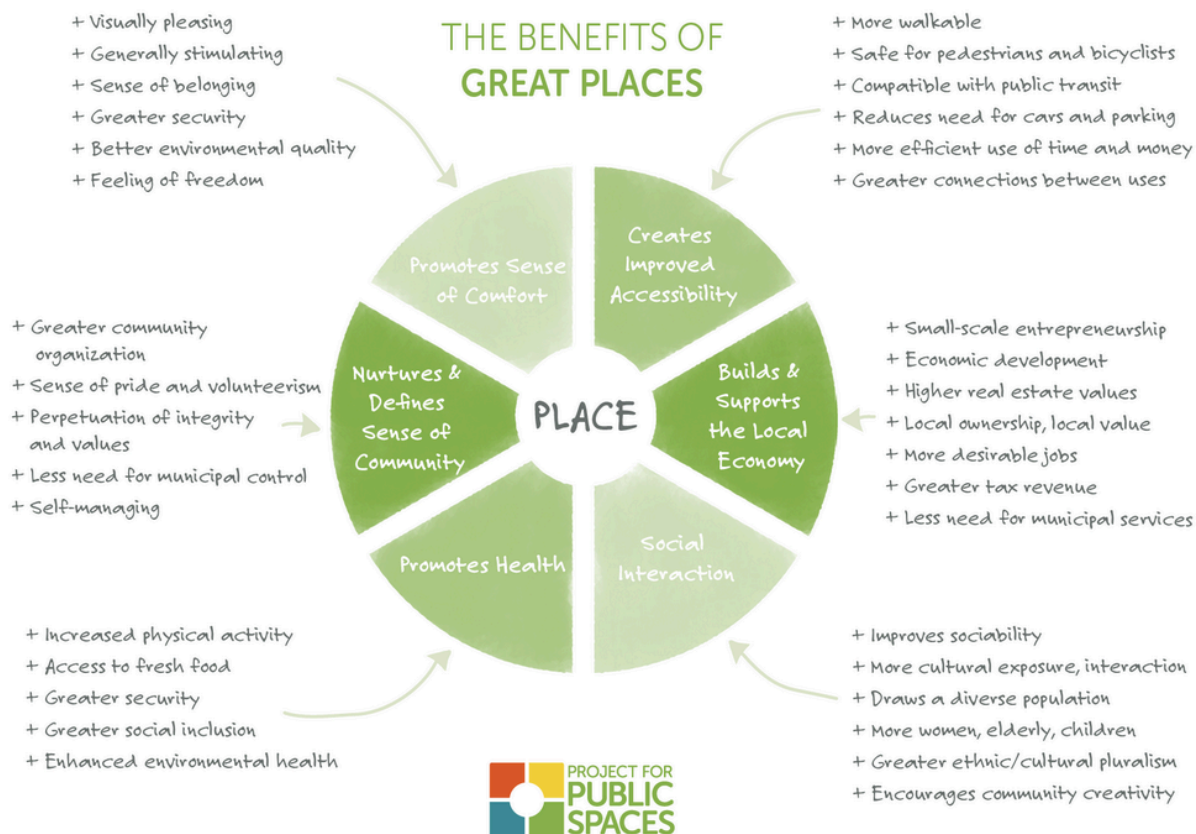 THE BENEFITS OF
GREAT PLACES
+ Visually pleasing
+ Generally stimulating
+ Sense of belonging
+ Greater security
+ Better environmental quality
+ Feeling of freedom
+ More walkable
+ Safe for pedestrians and bicyclists
+ Compatible with public transit
+ Reduces need for cars and parking
+ More efficient use of time and money
+ Greater connections between uses
Promotes Sense
of Comfort
Creates
Improved
Accessibility
+ Greater community
organization
+ Sense of pride and volunteerism
+ Perpetuation of integrity
and values
+ Less need for municipal control
+ Self-managing
Nurtures &
Defines
Sense of
Community
PLACE
Builds &
Supports
the Local
Economy
+ Small-scale entrepreneurship
+ Economic development
+ Higher real estate values
+ Local ownership, local value
+ More desirable jobs
+ Greater tax revenue
+ Less need for municipal services
Promotes Health
Social
Interaction
+ Increased physical activity
+ Access to fresh food
+ Greater security
+ Greater social inclusion
+ Enhanced environmental health
+ Improves sociability
+ More cultural exposure, interaction
+ Draws a diverse population
+ More women, elderly, children
+ Greater ethnic/cultural pluralism
+ Encourages community creativity
PROJECT FOR
PUBLIC
SPACES